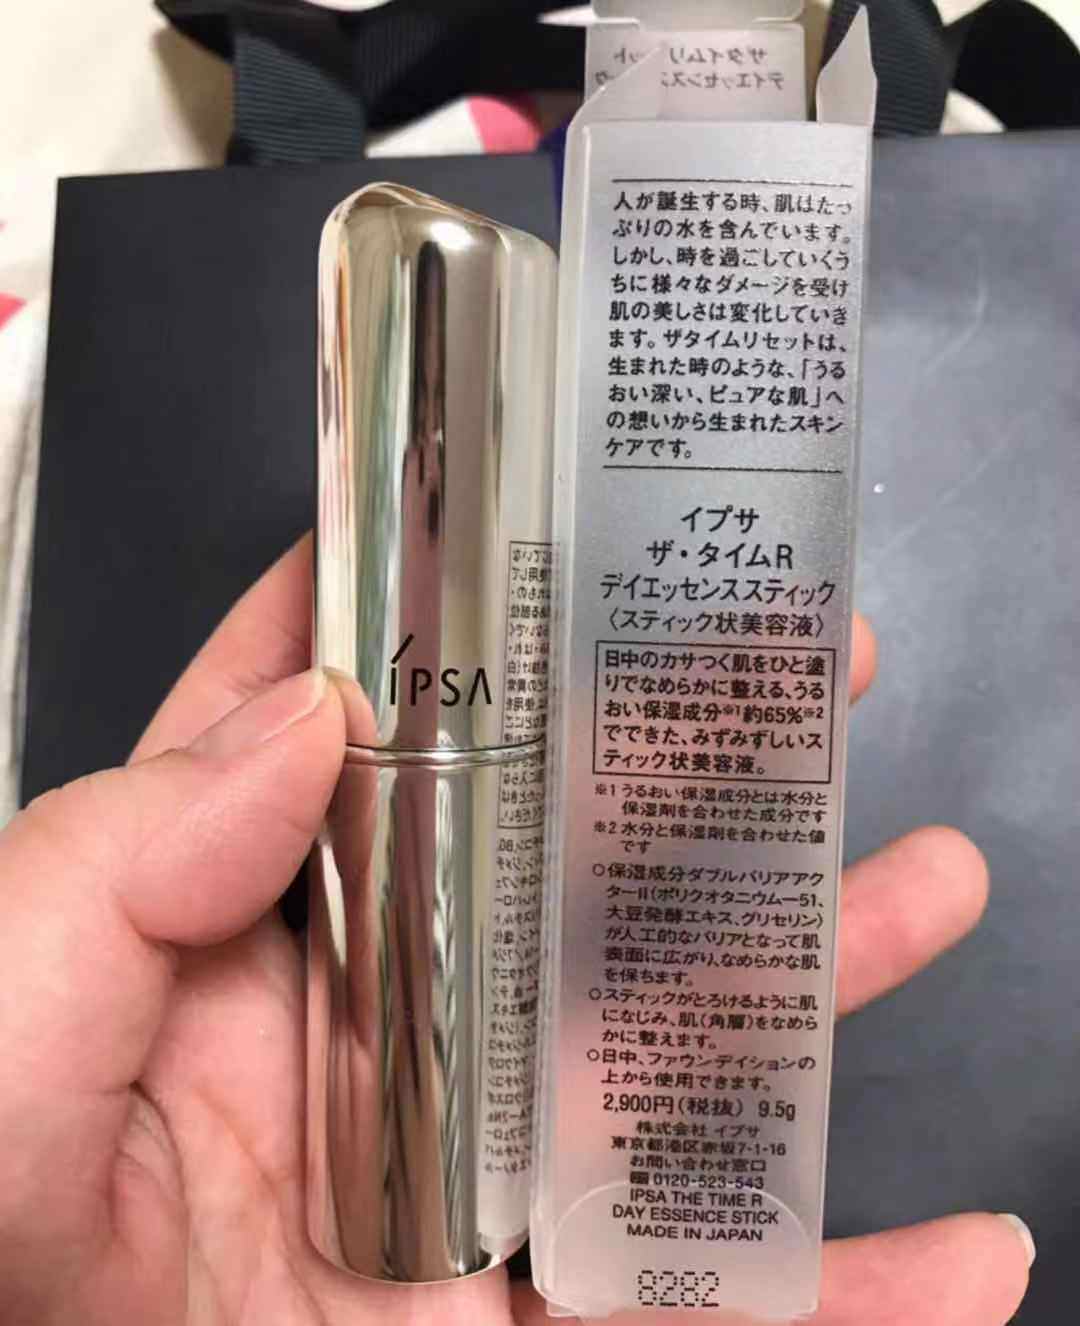 人が誕生する時、肌はたっ
ぷりの水を含んでいます。
しかし、時を過ごしていくう
ちに様々なダメージを受け
肌の美しさは変化していき
ます。ザタイムリセットは、
生まれた時のような、「うる
おい深い、ピュアな肌」へ
の想いから生まれたスキン
ケアです。
イプサ
ザ・タイムR
デイエッセンススティック
〈スティック状美容液〉
日中のカサつく肌をひと塗
りでなめらかに整える、うる
おい保湿成分※1約65%※2
でできた、みずみずしいス
ティック状美容液。
※1 うるおい保湿成分とは水分と
保湿剤を合わせた成分です
※2 水分と保湿剤を合わせた値
です
○保湿成分ダブルバリアアク
ターII(ポリクオタニウムー51、
大豆発酵エキス、グリセリン)
が人工的なバリアとなって肌
表面に広がり、なめらかな肌
を保ちます。
○スティックがとろけるように肌
になじみ、肌(角層)をなめら
かに整えます。
○日中、ファウンデイションの
上から使用できます。
2,900円(税抜) 9.5g
株式会社 イプサ
東京都港区赤坂7-1-16
お問い合わせ窓口
0120-523-543
IPSA THE TIME R
DAY ESSENCE STICK
MADE IN JAPAN
8282
ÍPSA